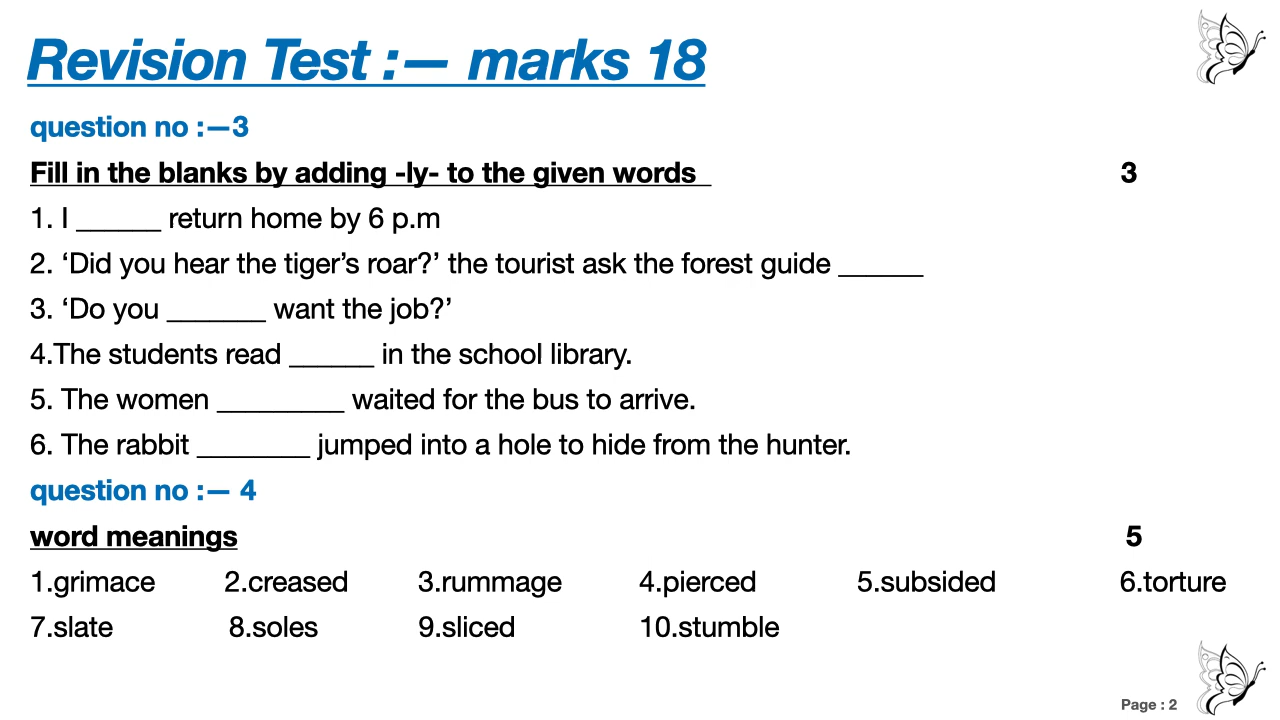 Revision Test :— marks 18
question no :—3
Fill in the blanks by adding -ly- to the given words 3
1. I ______ return home by 6 p.m
2. ‘Did you hear the tiger’s roar?’ the tourist ask the forest guide ______
3. ‘Do you _______ want the job?’
4.The students read ______ in the school library.
5. The women _________ waited for the bus to arrive.
6. The rabbit ________ jumped into a hole to hide from the hunter.
question no :— 4
word meanings 5
1.grimace 2.creased 3.rummage 4.pierced 5.subsided 6.torture
7.slate 8.soles 9.sliced 10.stumble
Page : 2